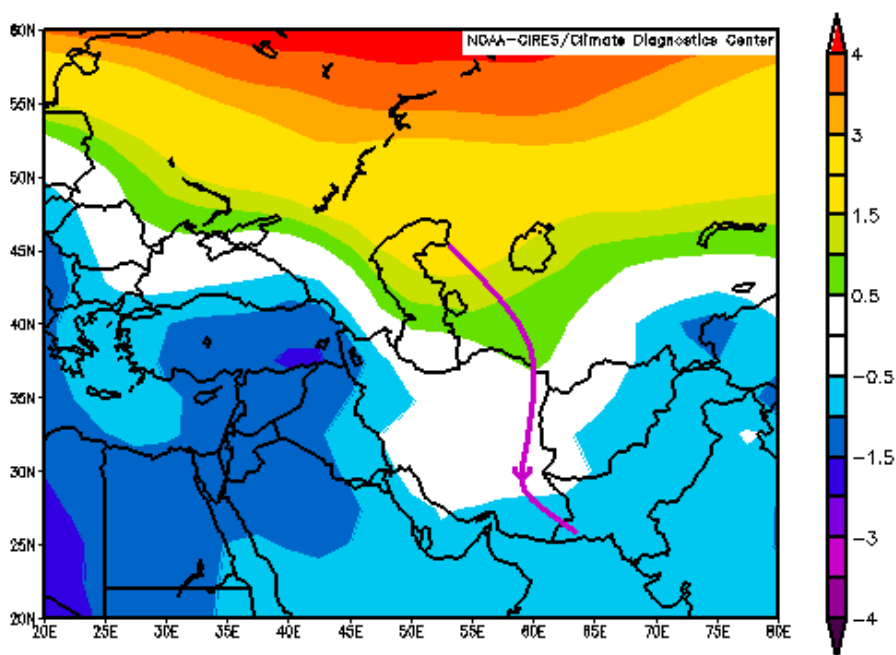 60N
NOAA-CIRES/Climate Diagnostics Center
55N
50N
45N
40N
35N
30N
25N
20N
20E 25E 30E 35E 40E 45E 50E 55E 60E 65E 70E 75E 80E
4
3
1.5
0.5
-0.5
-1.5
-3
-4